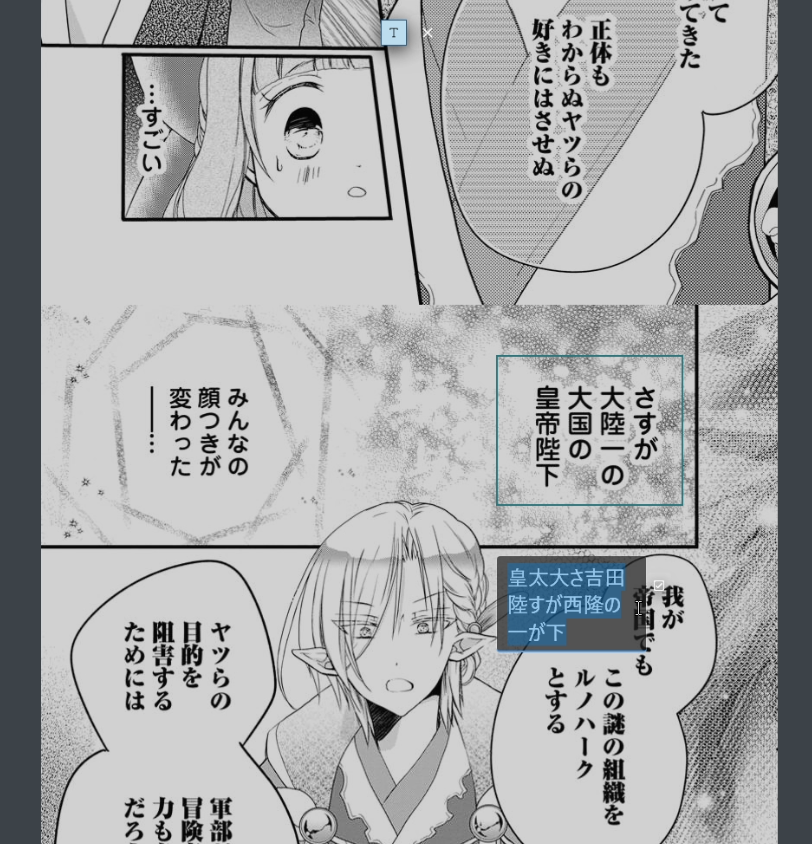 てきた
正体も
わからぬヤツらの
好きにはさせぬ
…すごい
T
×
さすが
大陸一の
大国の
皇帝陛下
みんなの
顔つきが
変わった
――…
皇太大さ吉田
陸すが西隆の
一が下
我が
帝国でも
この謎の組織を
ルノハーク
とする
ヤツらの
目的を
阻害する
ためには
軍部
冒険
力も
だろ